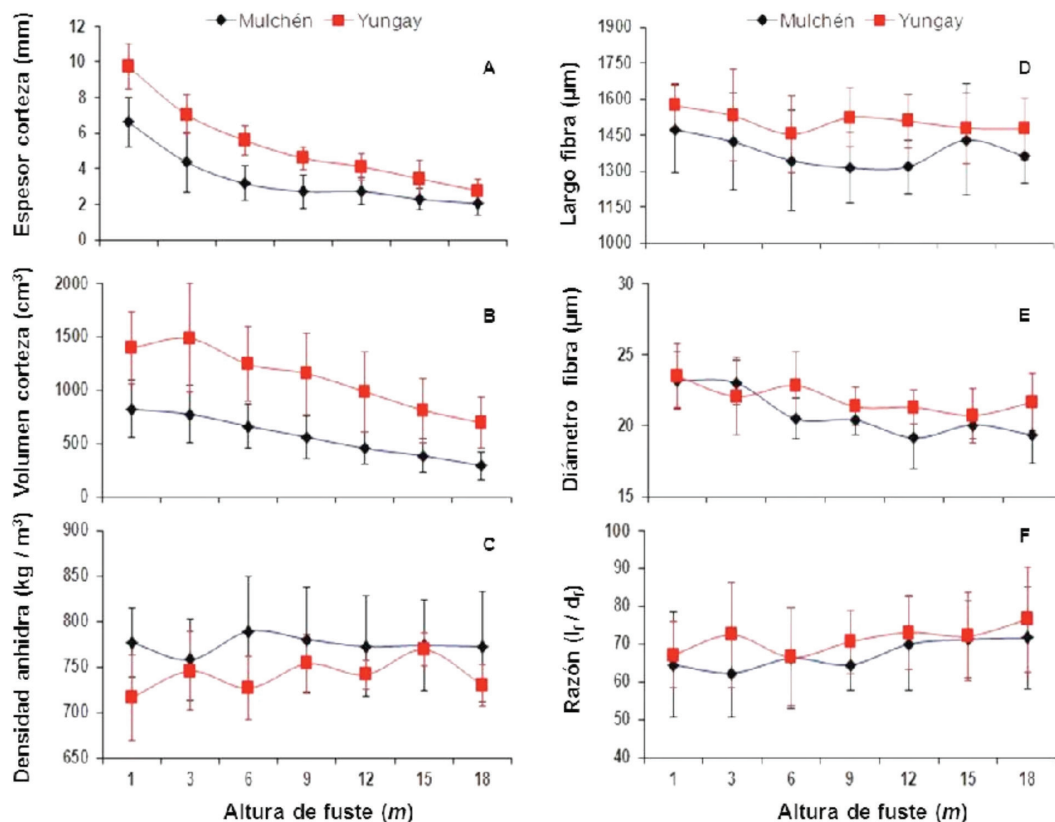 Mulchén Yungay
Espesor corteza (mm)
12
10
8
6
4
2
0
A
Volumen corteza (cm³)
2000
1500
1000
500
0
B
Densidad anhidra (kg / m³)
900
850
800
750
700
650
C
1 3 6 9 12 15 18
Altura de fuste (m)
Mulchén Yungay
Largo fibra (µm)
1900
1750
1600
1450
1300
1150
1000
D
Diámetro fibra (µm)
30
25
20
15
E
Razón (lf / df)
100
90
80
70
60
50
40
F
1 3 6 9 12 15 18
Altura de fuste (m)